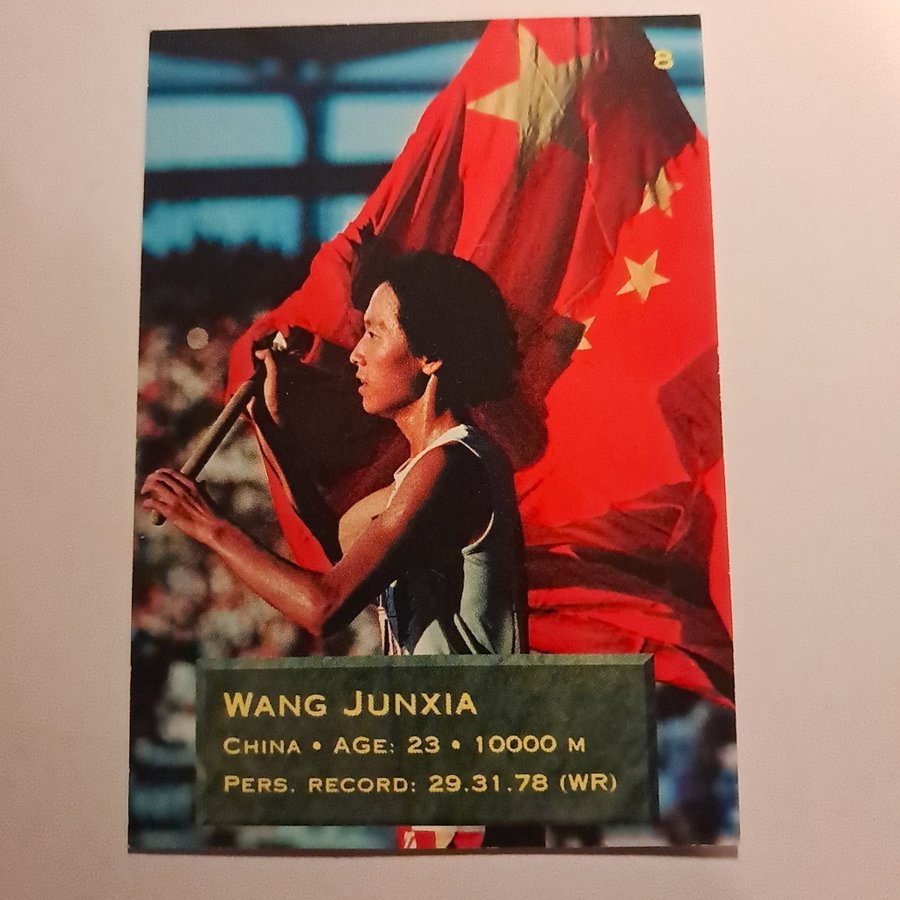 8
WANG JUNXIA
CHINA • AGE: 23 • 10000 M
PERS. RECORD: 29.31.78 (WR)